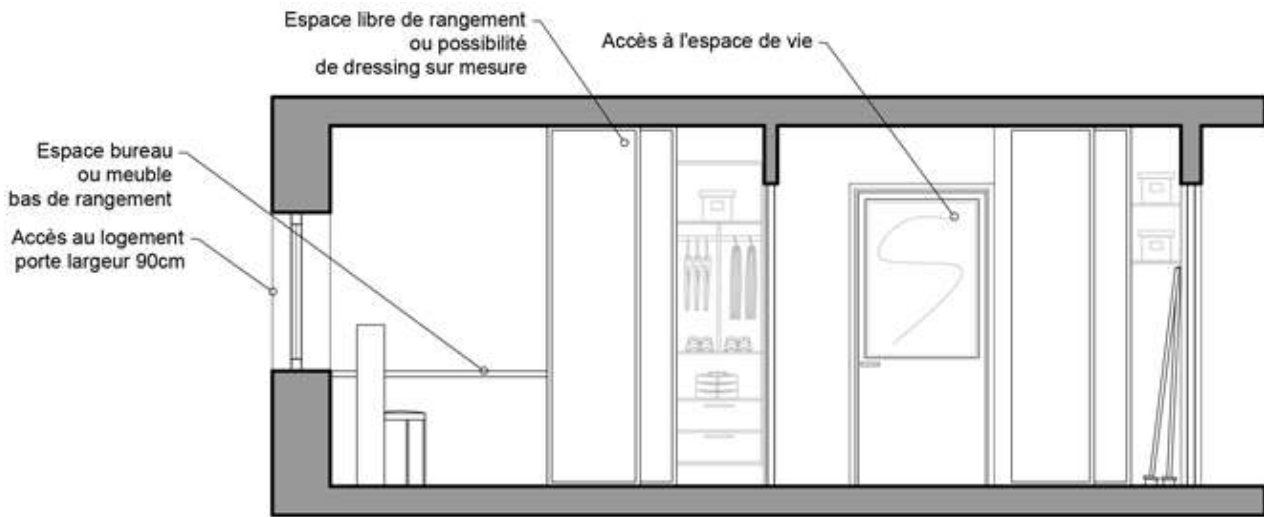 Espace libre de rangement
ou possibilité
de dressing sur mesure
Accès à l'espace de vie
Espace bureau
ou meuble
bas de rangement
Accès au logement
porte largeur 90cm